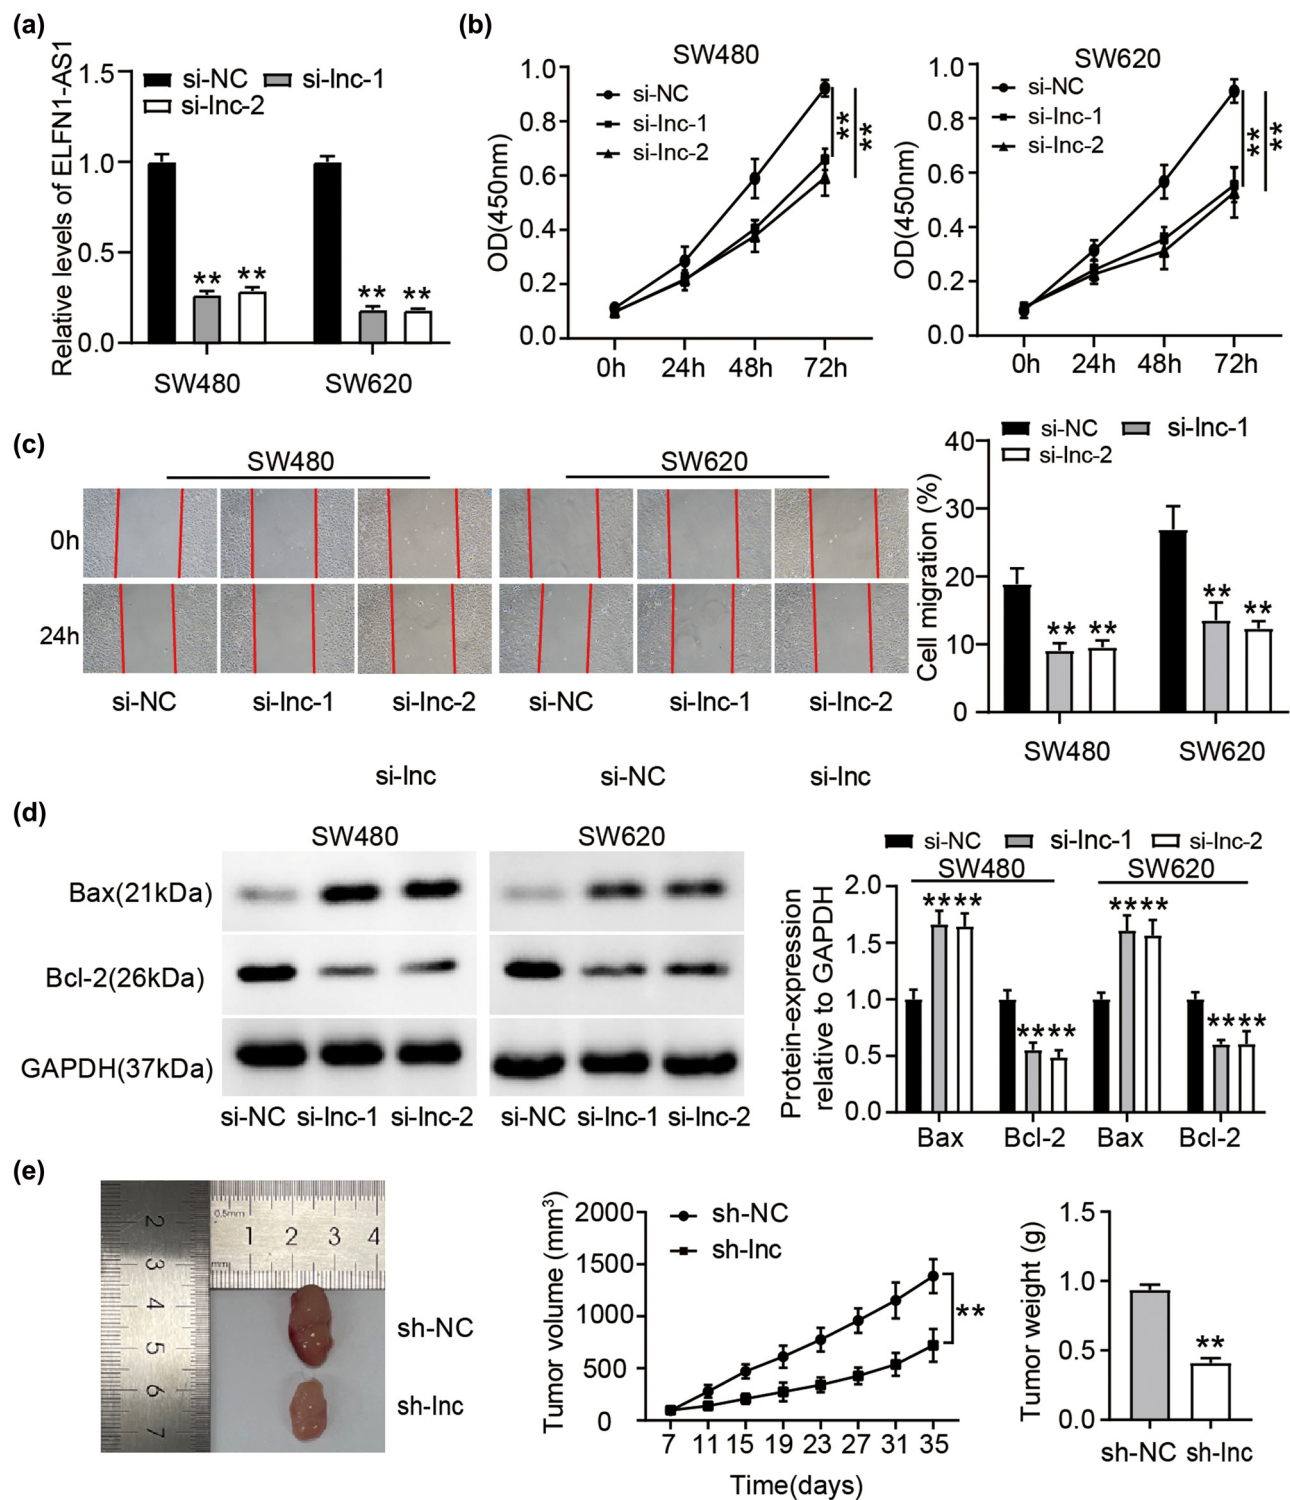 (a)
Relative levels of ELFN1-AS1
si-NC si-lnc-1
si-lnc-2
1.5
1.0
0.5
0.0
** ** ** **
SW480 SW620
(b)
SW480
OD(450nm)
si-NC
si-lnc-1
si-lnc-2
1.0
0.8
0.6
0.4
0.2
0.0
** **
0h 24h 48h 72h
SW620
OD(450nm)
si-NC
si-lnc-1
si-lnc-2
1.0
0.8
0.6
0.4
0.2
0.0
** **
0h 24h 48h 72h
(c)
SW480 SW620
0h
24h
si-NC si-lnc-1 si-lnc-2 si-NC si-lnc-1 si-lnc-2
si-NC si-lnc-1
si-lnc-2
Cell migration (%)
40
30
20
10
0
** ** ** **
SW480 SW620
si-lnc si-NC si-lnc
(d)
SW480 SW620
Bax(21kDa)
Bcl-2(26kDa)
GAPDH(37kDa)
si-NC si-lnc-1 si-lnc-2 si-NC si-lnc-1 si-lnc-2
si-NC si-lnc-1 si-lnc-2
SW480 SW620
Protein-expression
relative to GAPDH
2.0
1.5
1.0
0.5
0.0
**** **** **** ****
Bax Bcl-2 Bax Bcl-2
(e)
0.5mm
1 2 3 4
mm
2
3
4
5
6
7
sh-NC
sh-lnc
Tumor volume (mm³)
sh-NC
sh-lnc
2000
1500
1000
500
0
**
7 11 15 19 23 27 31 35
Time(days)
Tumor weight (g)
1.5
1.0
0.5
0.0
**
sh-NC sh-lnc